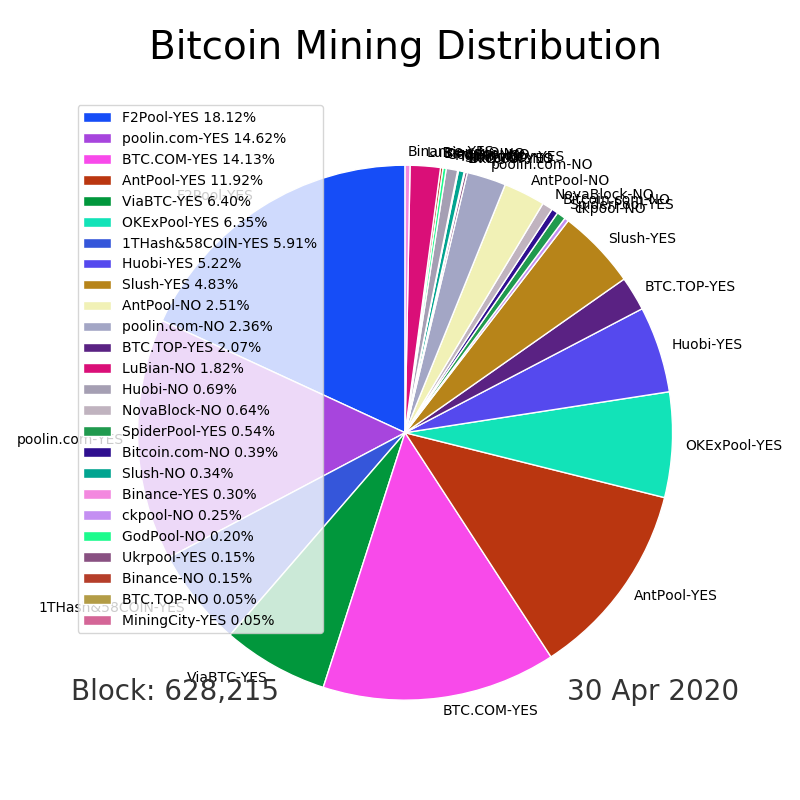 Bitcoin Mining Distribution
F2Pool-YES 18.12%
poolin.com-YES 14.62%
BTC.COM-YES 14.13%
AntPool-YES 11.92%
ViaBTC-YES 6.40%
OKExPool-YES 6.35%
1THash&58COIN-YES 5.91%
Huobi-YES 5.22%
Slush-YES 4.83%
AntPool-NO 2.51%
poolin.com-NO 2.36%
BTC.TOP-YES 2.07%
LuBian-NO 1.82%
Huobi-NO 0.69%
NovaBlock-NO 0.64%
SpiderPool-YES 0.54%
Bitcoin.com-NO 0.39%
Slush-NO 0.34%
Binance-YES 0.30%
ckpool-NO 0.25%
GodPool-NO 0.20%
Ukrpool-YES 0.15%
Binance-NO 0.15%
BTC.TOP-NO 0.05%
MiningCity-YES 0.05%
Binance-YES
poolin.com-NO
AntPool-NO
NovaBlock-NO
Bitcoin.com-NO
SpiderPool-YES
ckpool-NO
Slush-YES
BTC.TOP-YES
Huobi-YES
OKExPool-YES
AntPool-YES
BTC.COM-YES
ViaBTC-YES
1THash&58COIN-YES
poolin.com-YES
F2Pool-YES
Block: 628,215
30 Apr 2020